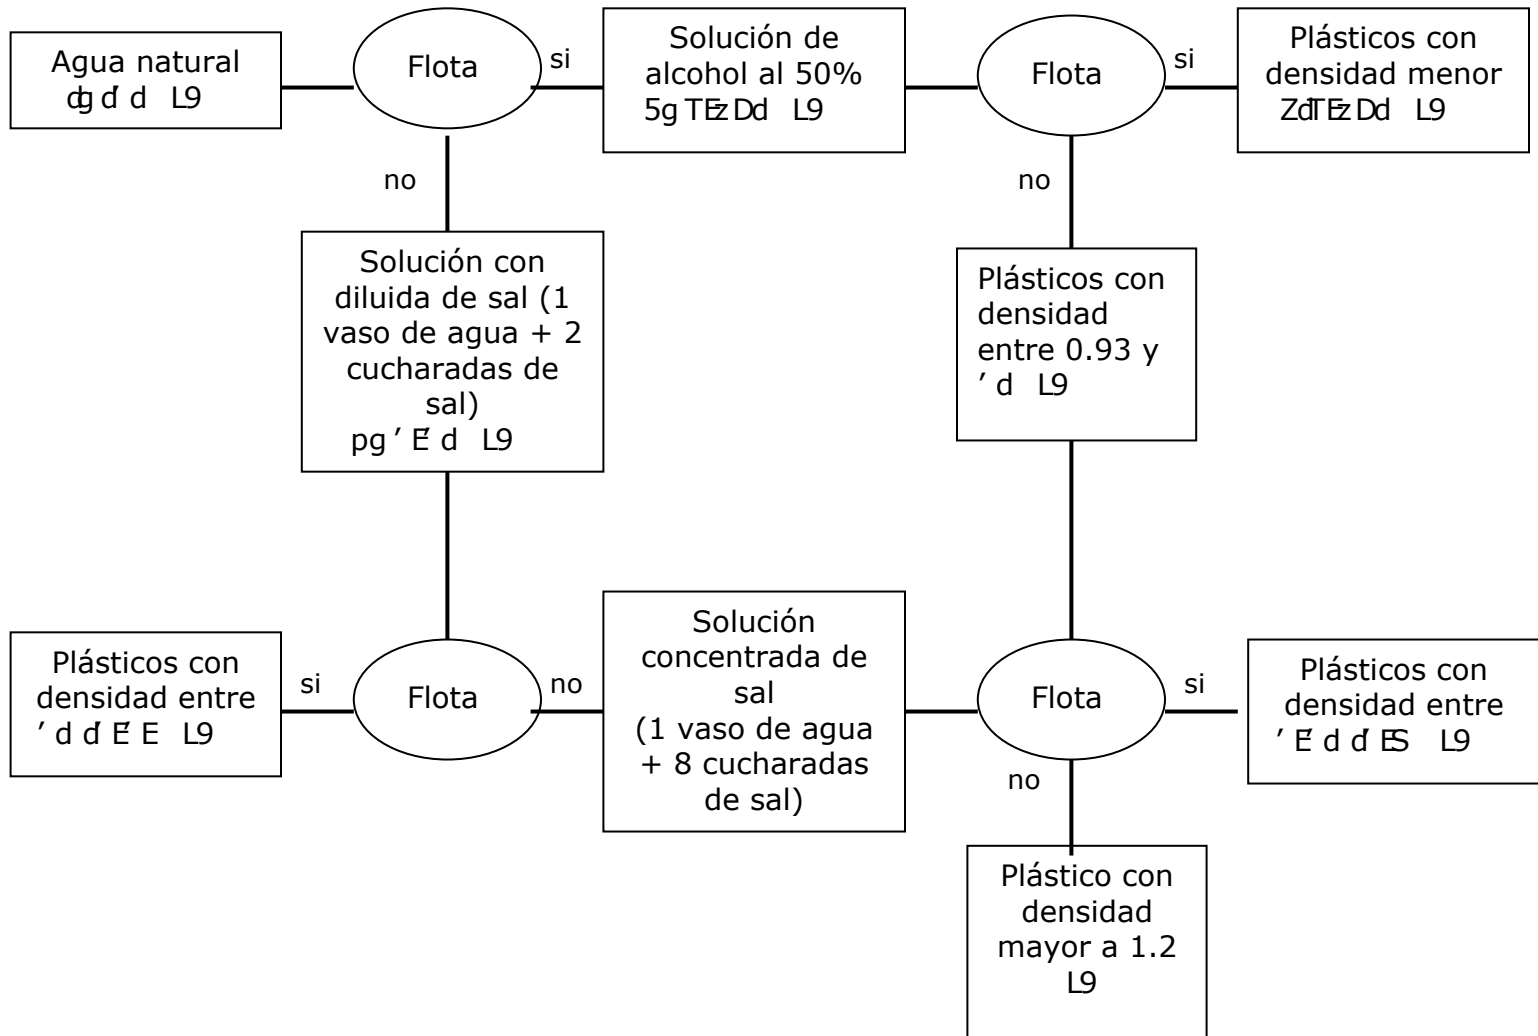 Agua natural
Flota
si
Solución de
alcohol al 50%
Flota
si
Plásticos con
densidad menor
no
no
Solución con
diluida de sal (1
vaso de agua + 2
cucharadas de
sal)
Plásticos con
densidad
entre 0.93 y
Plásticos con
densidad entre
si
Flota
no
Solución
concentrada de
sal
(1 vaso de agua
+ 8 cucharadas
de sal)
Flota
si
Plásticos con
densidad entre
no
Plástico con
densidad
mayor a 1.2
L9